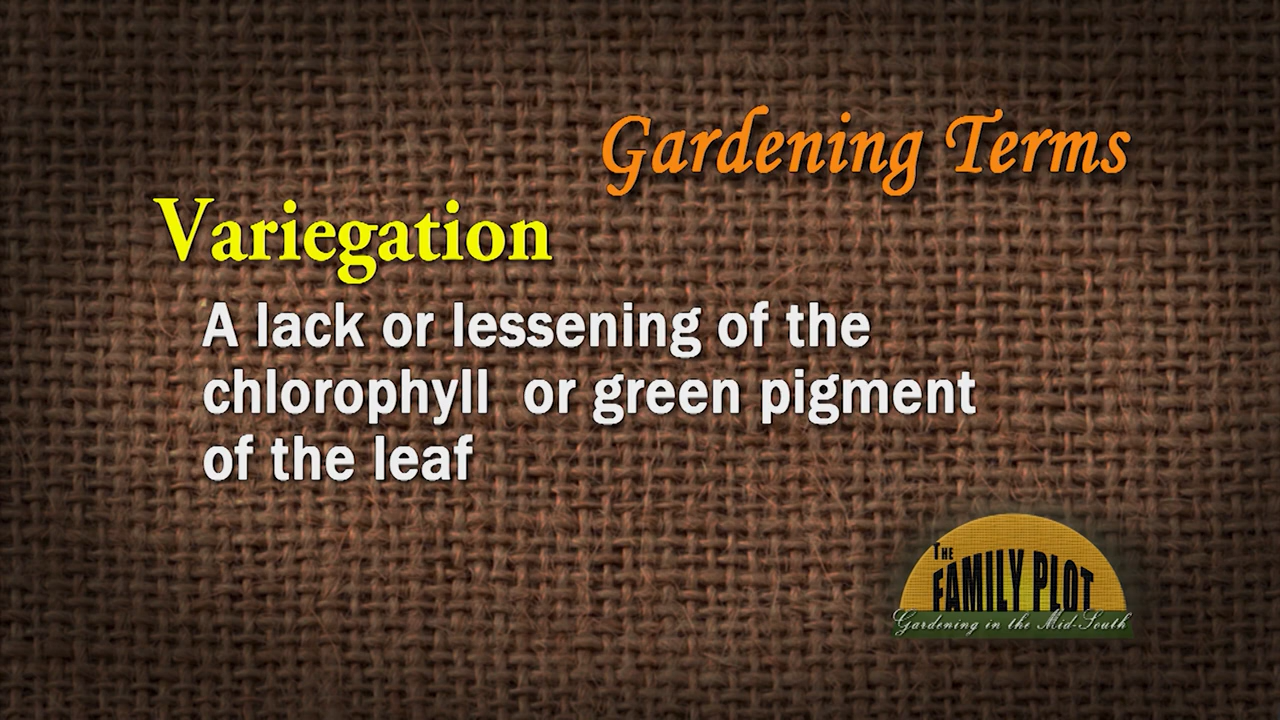 Gardening Terms
Variegation
A lack or lessening of the
chlorophyll  or green pigment
of the leaf
THE
FAMILY PLOT
Gardening in the Mid-South